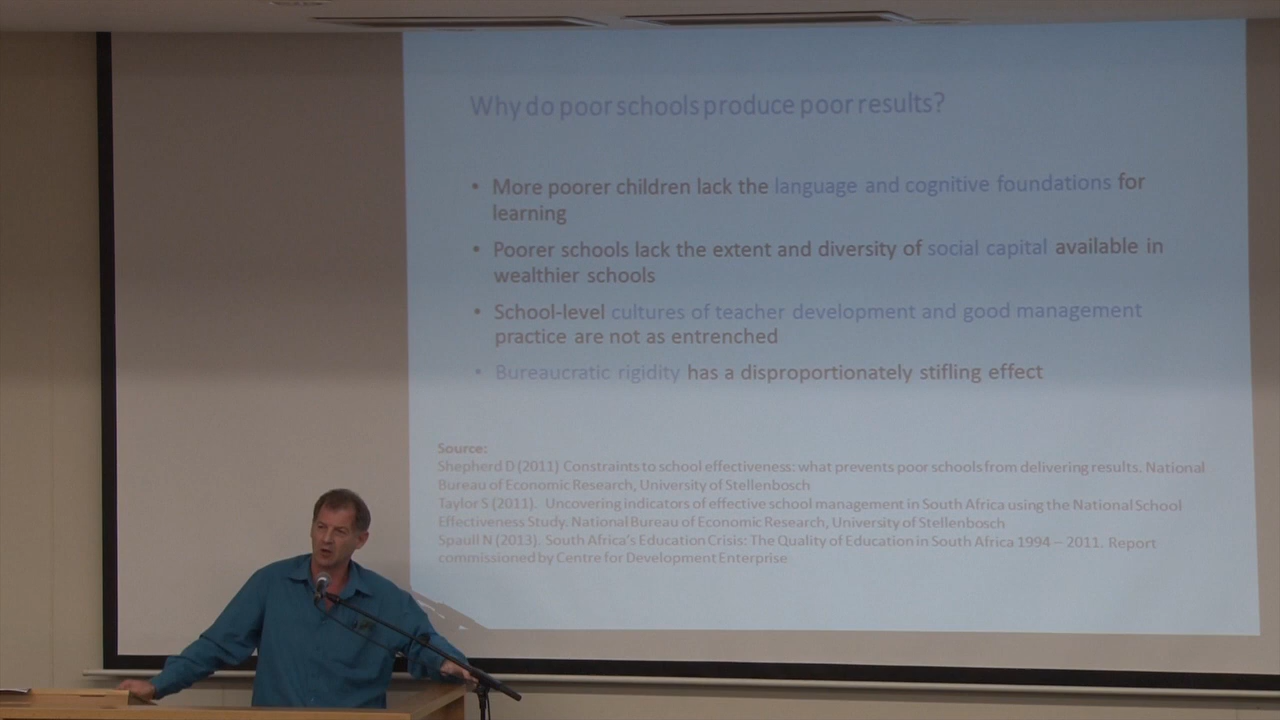 Why do poor schools produce poor results?
• More poorer children lack the language and cognitive foundations for
learning
• Poorer schools lack the extent and diversity of social capital available in
wealthier schools
• School-level cultures of teacher development and good management
practice are not as entrenched
• Bureaucratic rigidity has a disproportionately stifling effect
Source:
Shepherd D (2011) Constraints to school effectiveness: what prevents poor schools from delivering results. National
Bureau of Economic Research, University of Stellenbosch
Taylor S (2011). Uncovering indicators of effective school management in South Africa using the National School
Effectiveness Study. National Bureau of Economic Research, University of Stellenbosch
Spaull N (2013). South Africa's Education Crisis: The Quality of Education in South Africa 1994 – 2011. Report
commissioned by Centre for Development Enterprise